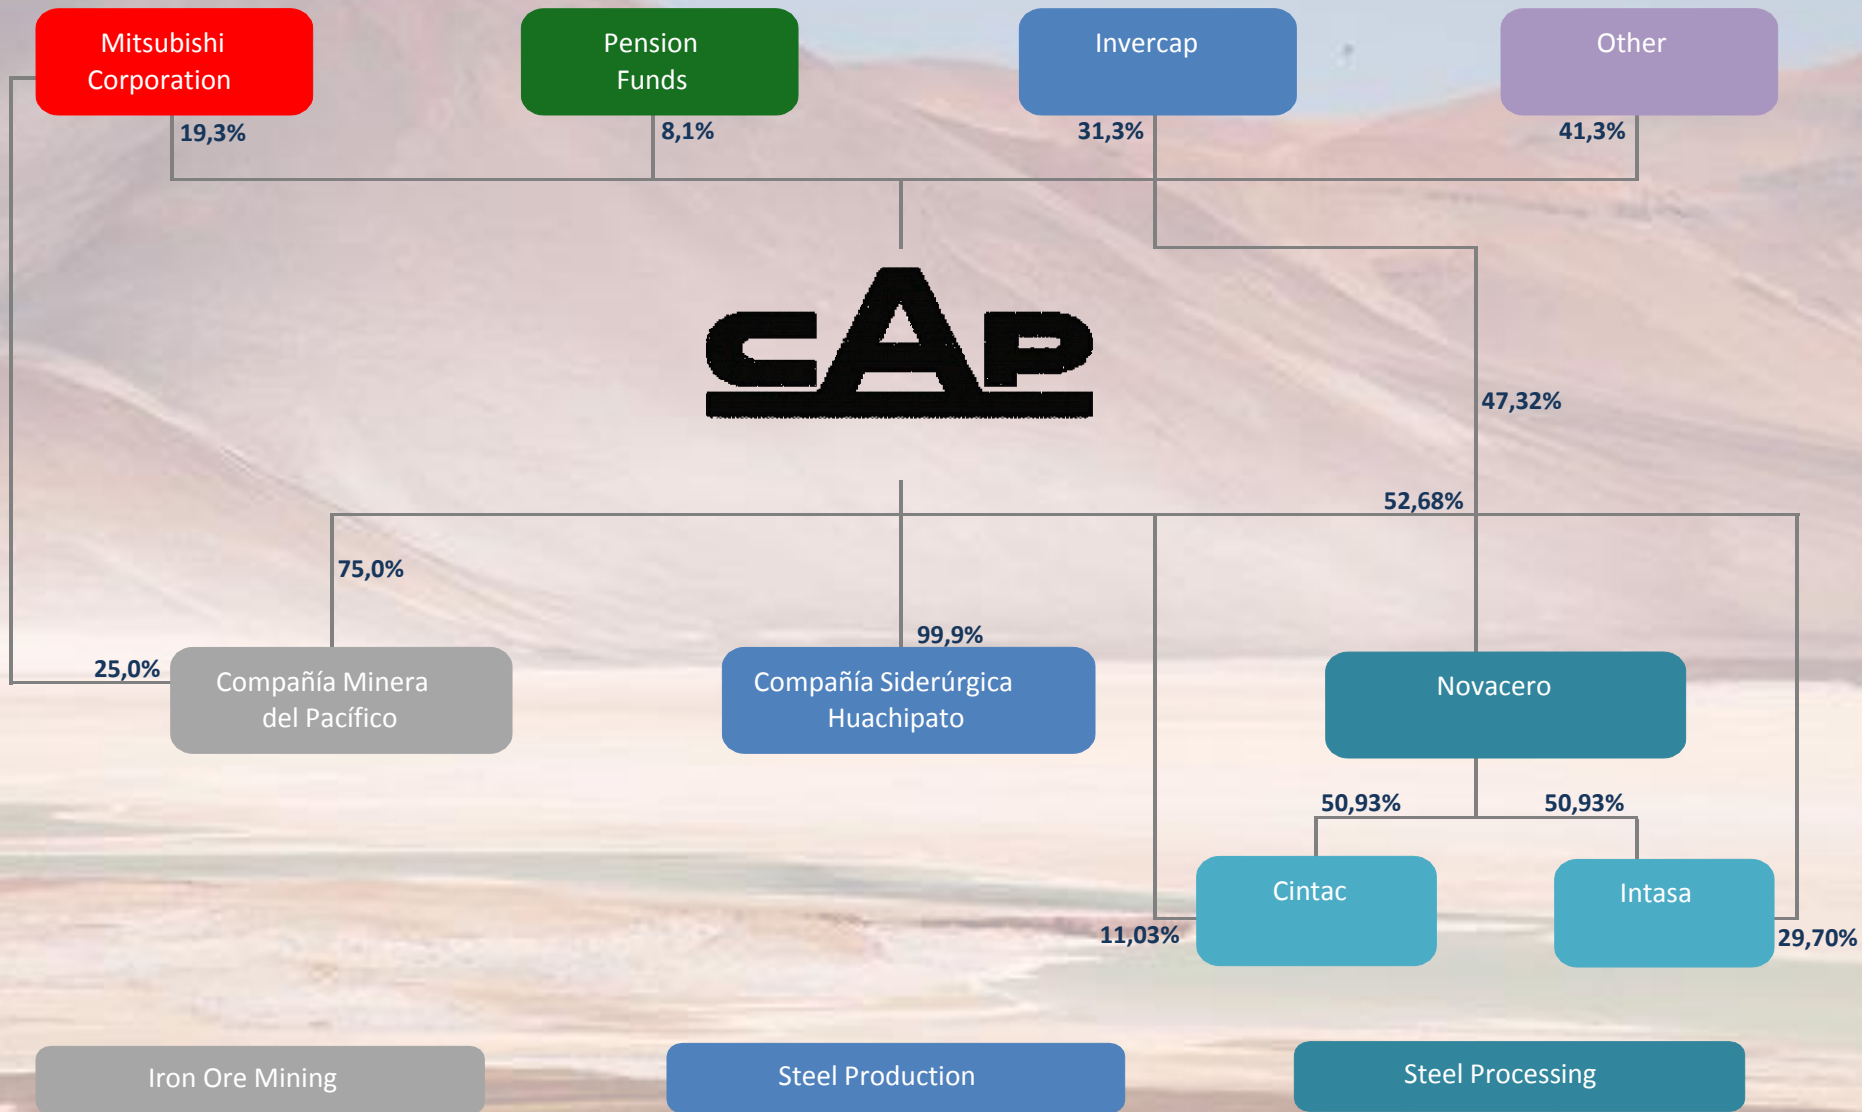 Mitsubishi
Corporation
Pension
Funds
Invercap
Other
19,3%
8,1%
31,3%
41,3%
CAP
47,32%
52,68%
75,0%
99,9%
25,0%
Compañía Minera
del Pacífico
Compañía Siderúrgica
Huachipato
Novacero
50,93%
50,93%
Cintac
Intasa
11,03%
29,70%
Iron Ore Mining
Steel Production
Steel Processing